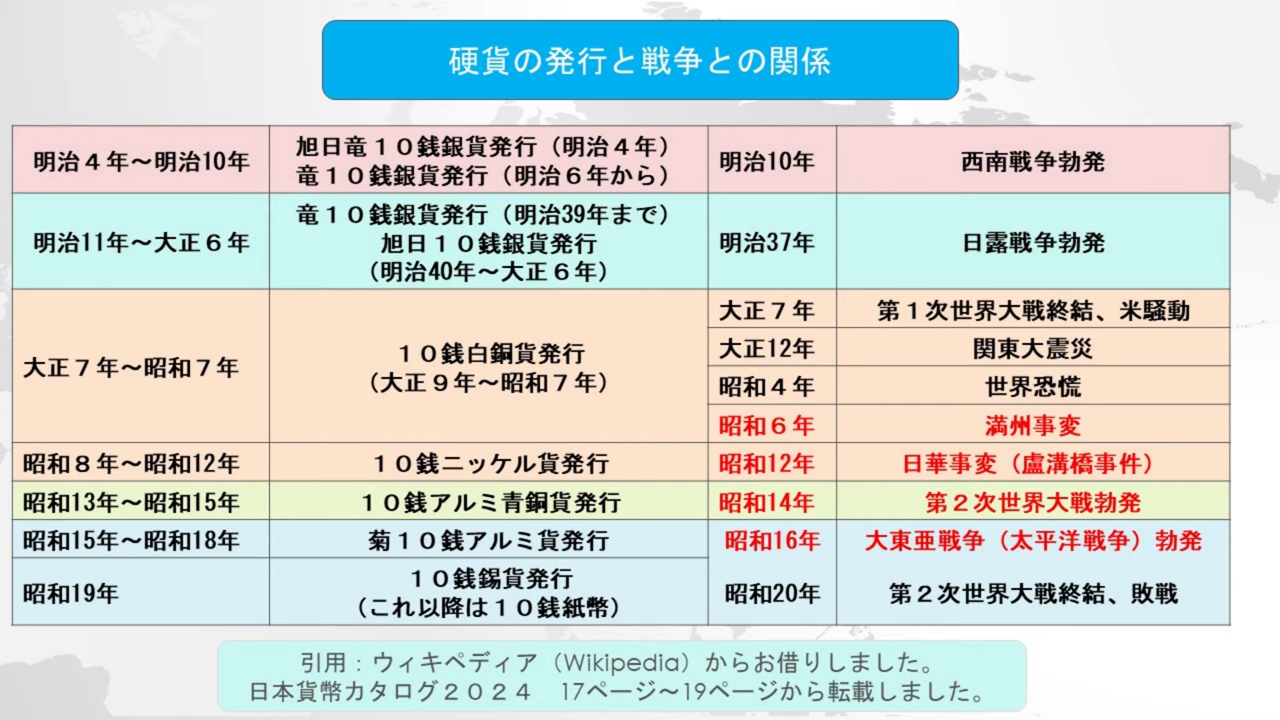 硬貨の発行と戦争との関係
明治４年～明治10年
旭日竜１０銭銀貨発行（明治４年）
竜１０銭銀貨発行（明治６年から）
明治10年
西南戦争勃発
明治11年～大正６年
竜１０銭銀貨発行（明治39年まで）
旭日１０銭銀貨発行
（明治40年～大正６年）
明治37年
日露戦争勃発
大正７年～昭和７年
１０銭白銅貨発行
（大正９年～昭和７年）
大正７年
第１次世界大戦終結、米騒動
大正12年
関東大震災
昭和４年
世界恐慌
昭和６年
満州事変
昭和８年～昭和12年
１０銭ニッケル貨発行
昭和12年
日華事変（盧溝橋事件）
昭和13年～昭和15年
１０銭アルミ青銅貨発行
昭和14年
第２次世界大戦勃発
昭和15年～昭和18年
菊１０銭アルミ貨発行
昭和16年
大東亜戦争（太平洋戦争）勃発
昭和19年
１０銭錫貨発行
（これ以降は１０銭紙幣）
昭和20年
第２次世界大戦終結、敗戦
引用：ウィキペディア（Wikipedia）からお借りしました。
日本貨幣カタログ２０２４　17ページ～19ページから転載しました。